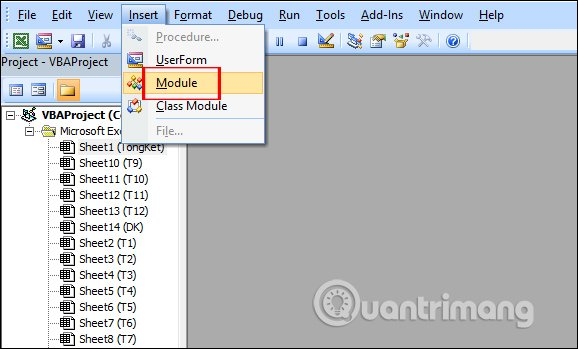 File Edit View Insert Format Debug Run Tools Add-Ins Window Help
Procedure...
UserForm
Module
Class Module
File...
Project - VBAProject
VBAProject (Co
Microsoft Exc
Sheet1 (TongKet)
Sheet10 (T9)
Sheet11 (T10)
Sheet12 (T11)
Sheet13 (T12)
Sheet14 (DK)
Sheet2 (T1)
Sheet3 (T2)
Sheet4 (T3)
Sheet5 (T4)
Sheet6 (T5)
Sheet7 (T6)
Sheet8 (T7)
Quantrimang